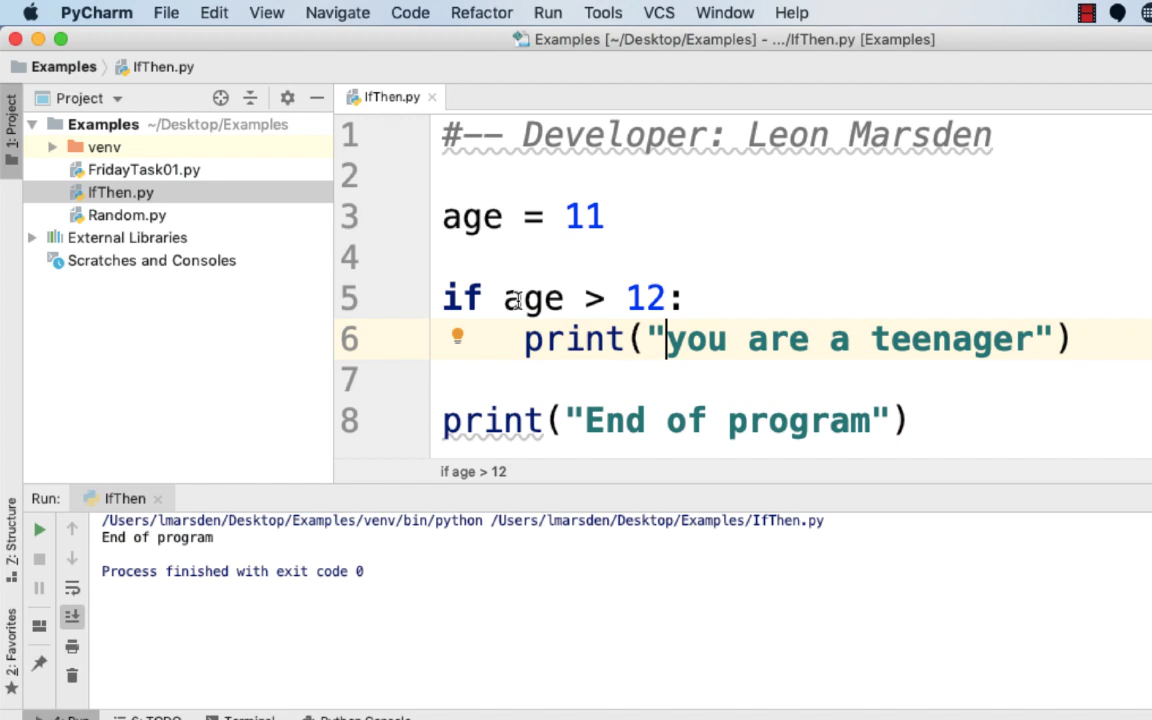 PyCharm File Edit View Navigate Code Refactor Run Tools VCS Window Help
Examples [~/Desktop/Examples] - .../IfThen.py [Examples]
Examples IfThen.py
1: Project
Project
IfThen.py
Examples ~/Desktop/Examples
venv
FridayTask01.py
IfThen.py
Random.py
External Libraries
Scratches and Consoles
1 #-- Developer: Leon Marsden
2
3 age = 11
4
5 if age > 12:
6 print("you are a teenager")
7
8 print("End of program")
if age > 12
Run: IfThen
/Users/lmarsden/Desktop/Examples/venv/bin/python /Users/lmarsden/Desktop/Examples/IfThen.py
End of program
Process finished with exit code 0
Z: Structure
2: Favorites
Terminal Python Console